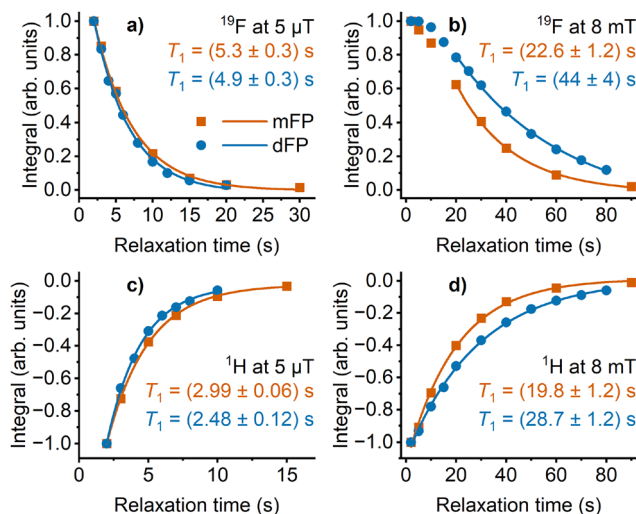 a)
¹⁹F at 5 µT
T₁ = (5.3 ± 0.3) s
T₁ = (4.9 ± 0.3) s
mFP
dFP
Integral (arb. units)
1.0
0.8
0.6
0.4
0.2
0.0
0 5 10 15 20 25 30
Relaxation time (s)
b)
¹⁹F at 8 mT
T₁ = (22.6 ± 1.2) s
T₁ = (44 ± 4) s
Integral (arb. units)
1.0
0.8
0.6
0.4
0.2
0.0
0 20 40 60 80
Relaxation time (s)
c)
¹H at 5 µT
T₁ = (2.99 ± 0.06) s
T₁ = (2.48 ± 0.12) s
Integral (arb. units)
0.0
−0.2
−0.4
−0.6
−0.8
−1.0
0 5 10 15
Relaxation time (s)
d)
¹H at 8 mT
T₁ = (19.8 ± 1.2) s
T₁ = (28.7 ± 1.2) s
Integral (arb. units)
0.0
−0.2
−0.4
−0.6
−0.8
−1.0
0 20 40 60 80
Relaxation time (s)